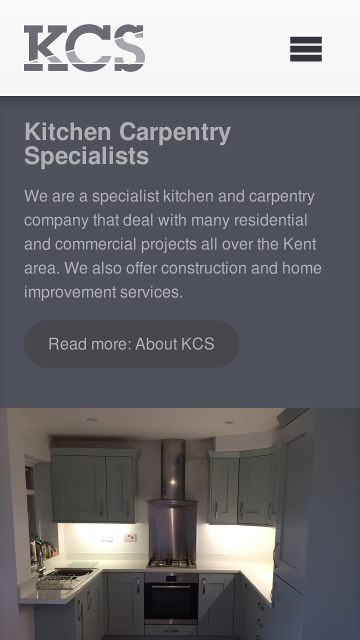 KCS
Kitchen Carpentry
Specialists
We are a specialist kitchen and carpentry
company that deal with many residential
and commercial projects all over the Kent
area. We also offer construction and home
improvement services.
Read more: About KCS